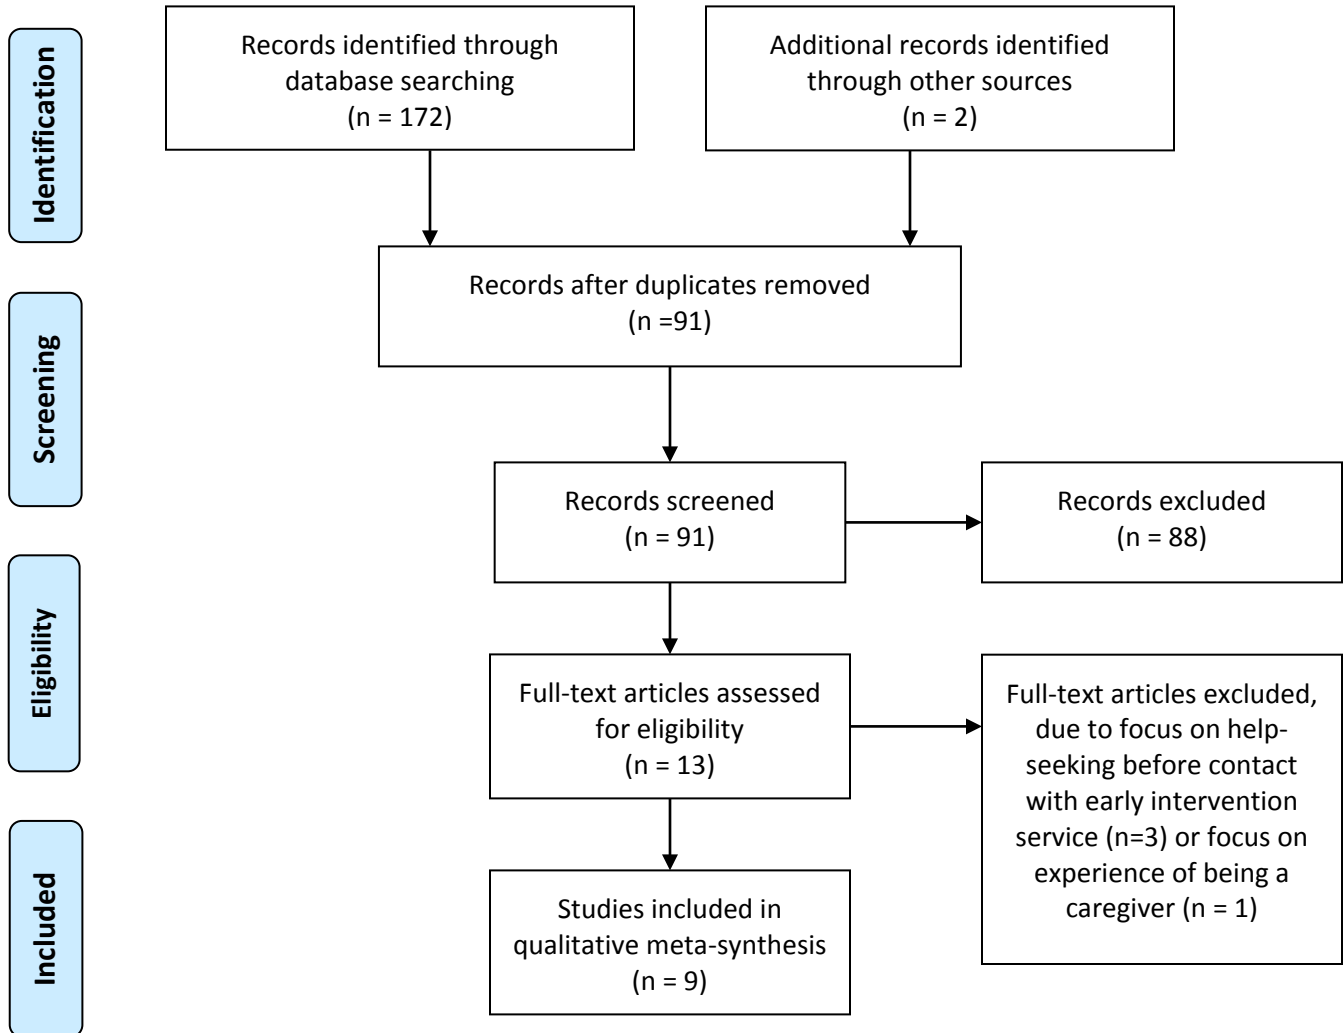 Identification
Records identified through
database searching
(n = 172)
Additional records identified
through other sources
(n = 2)
Records after duplicates removed
(n =91)
Screening
Records screened
(n = 91)
Records excluded
(n = 88)
Eligibility
Full-text articles assessed
for eligibility
(n = 13)
Full-text articles excluded,
due to focus on help-
seeking before contact
with early intervention
service (n=3) or focus on
experience of being a
caregiver (n = 1)
Included
Studies included in
qualitative meta-synthesis
(n = 9)